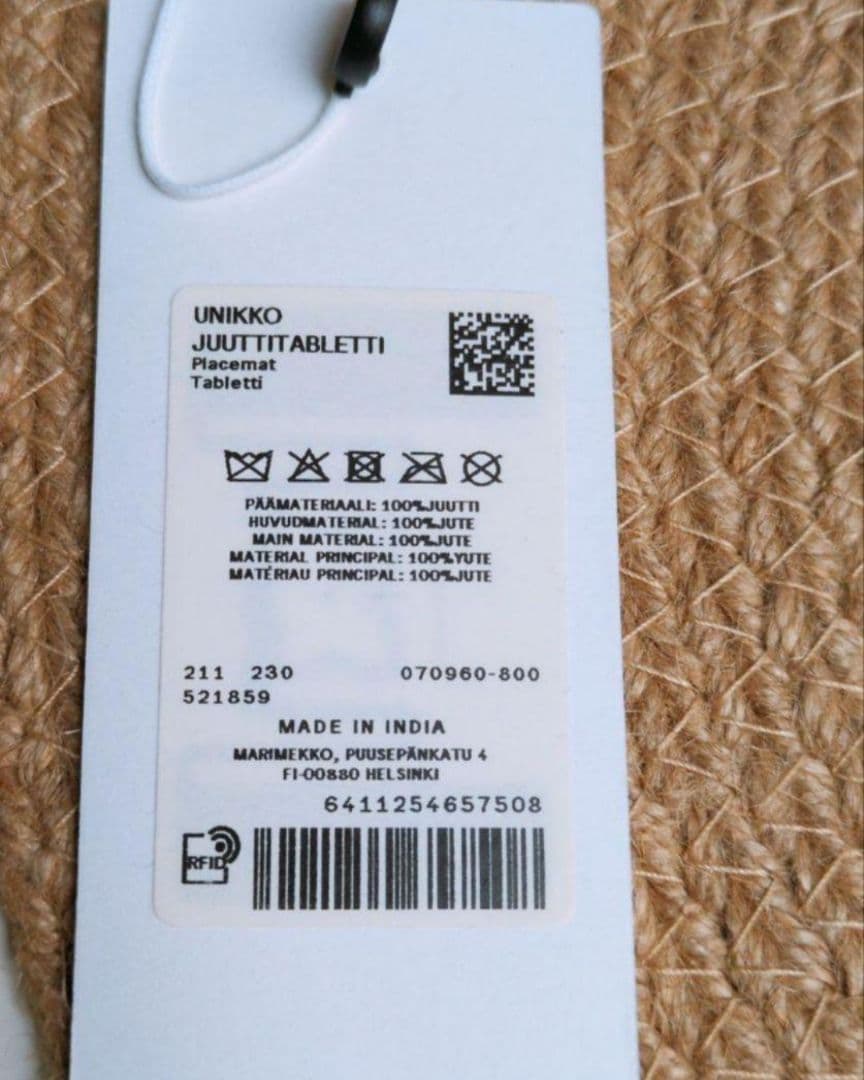 UNIKKO
JUUTTITABLETTI
Placemat
Tabletti
PÄÄMATERIAALI: 100%JUUTTI
HUVUDMATERIAL: 100%JUTE
MAIN MATERIAL: 100%JUTE
MATERIAL PRINCIPAL: 100%YUTE
MATÉRIAU PRINCIPAL: 100%JUTE
211 230 070960-800
521859
MADE IN INDIA
MARIMEKKO, PUUSEPÄNKATU 4
FI-00880 HELSINKI
6411254657508
RFID